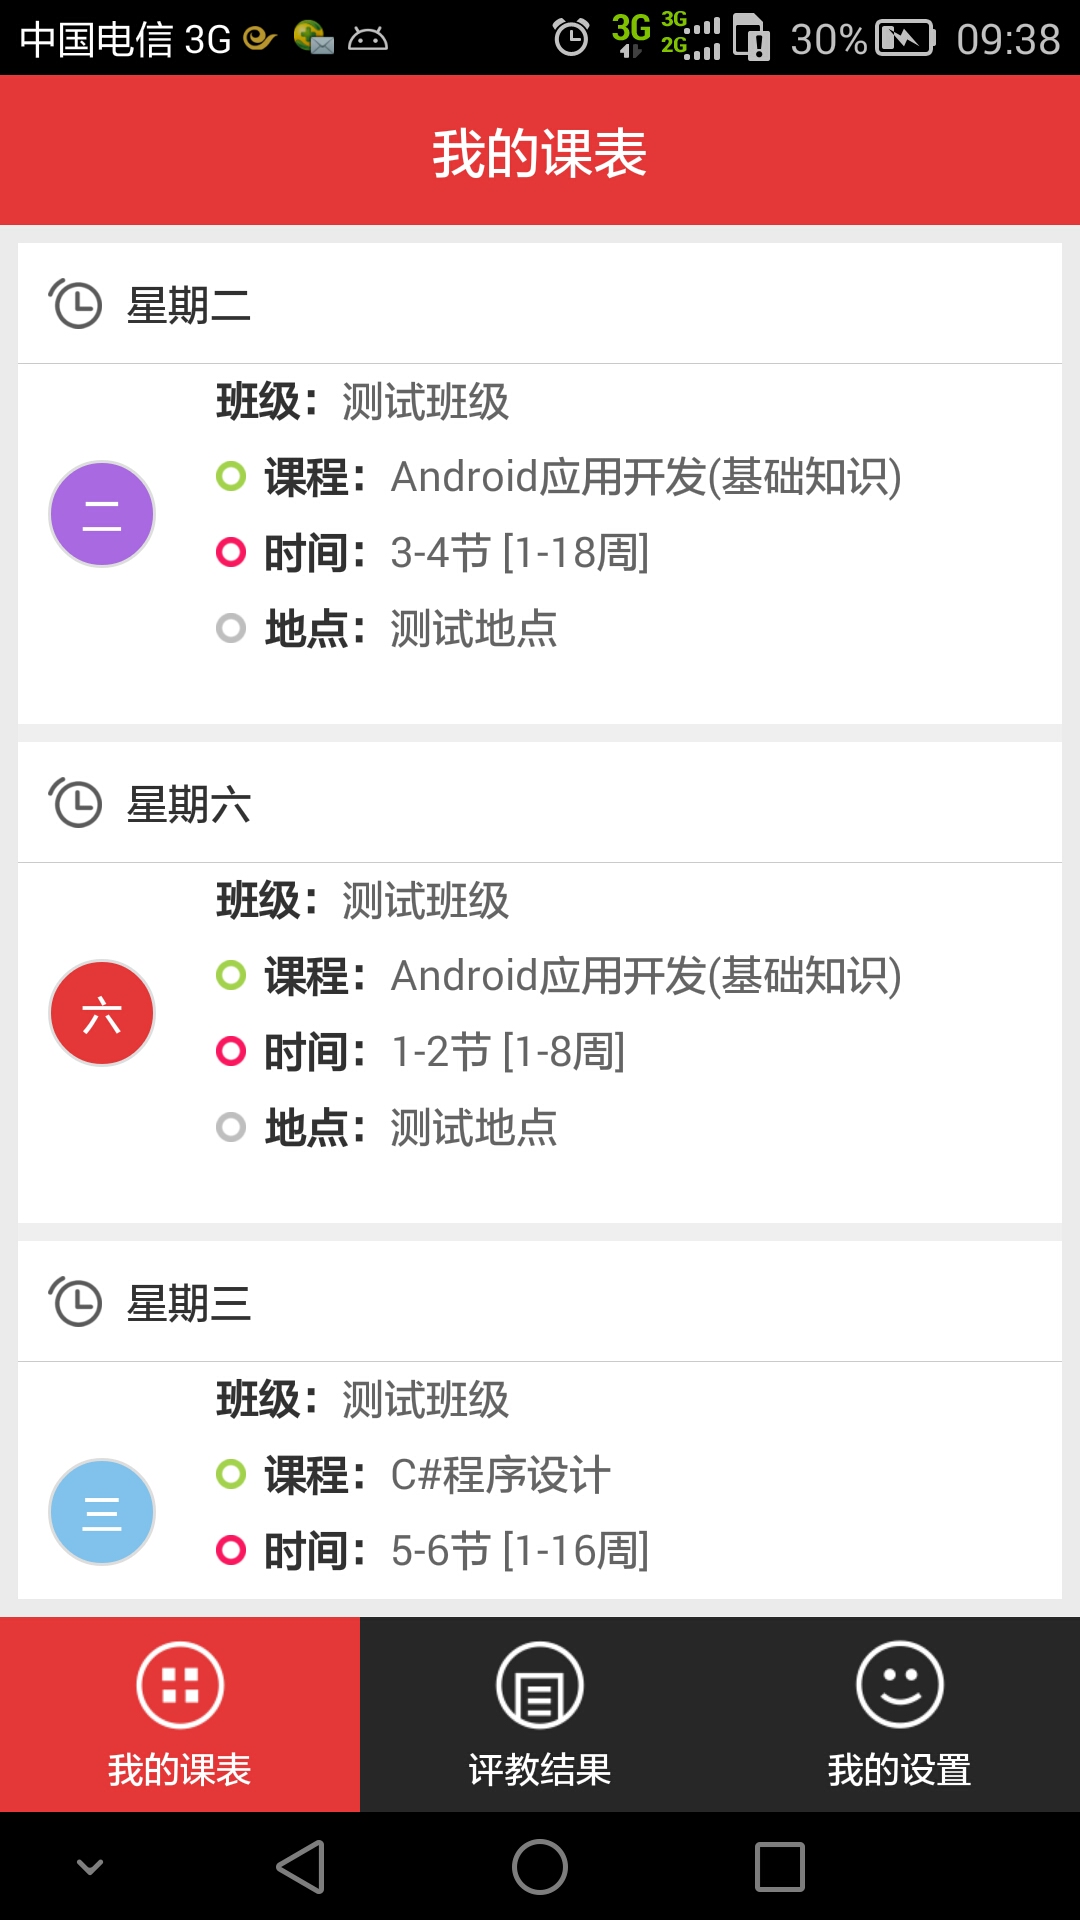 中国电信 3G 3G 3G 2G 30% 09:38
我的课表
星期二
班级：测试班级
二
课程：Android应用开发(基础知识)
时间：3-4节 [1-18周]
地点：测试地点
星期六
班级：测试班级
六
课程：Android应用开发(基础知识)
时间：1-2节 [1-8周]
地点：测试地点
星期三
班级：测试班级
三
课程：C#程序设计
时间：5-6节 [1-16周]
我的课表 评教结果 我的设置